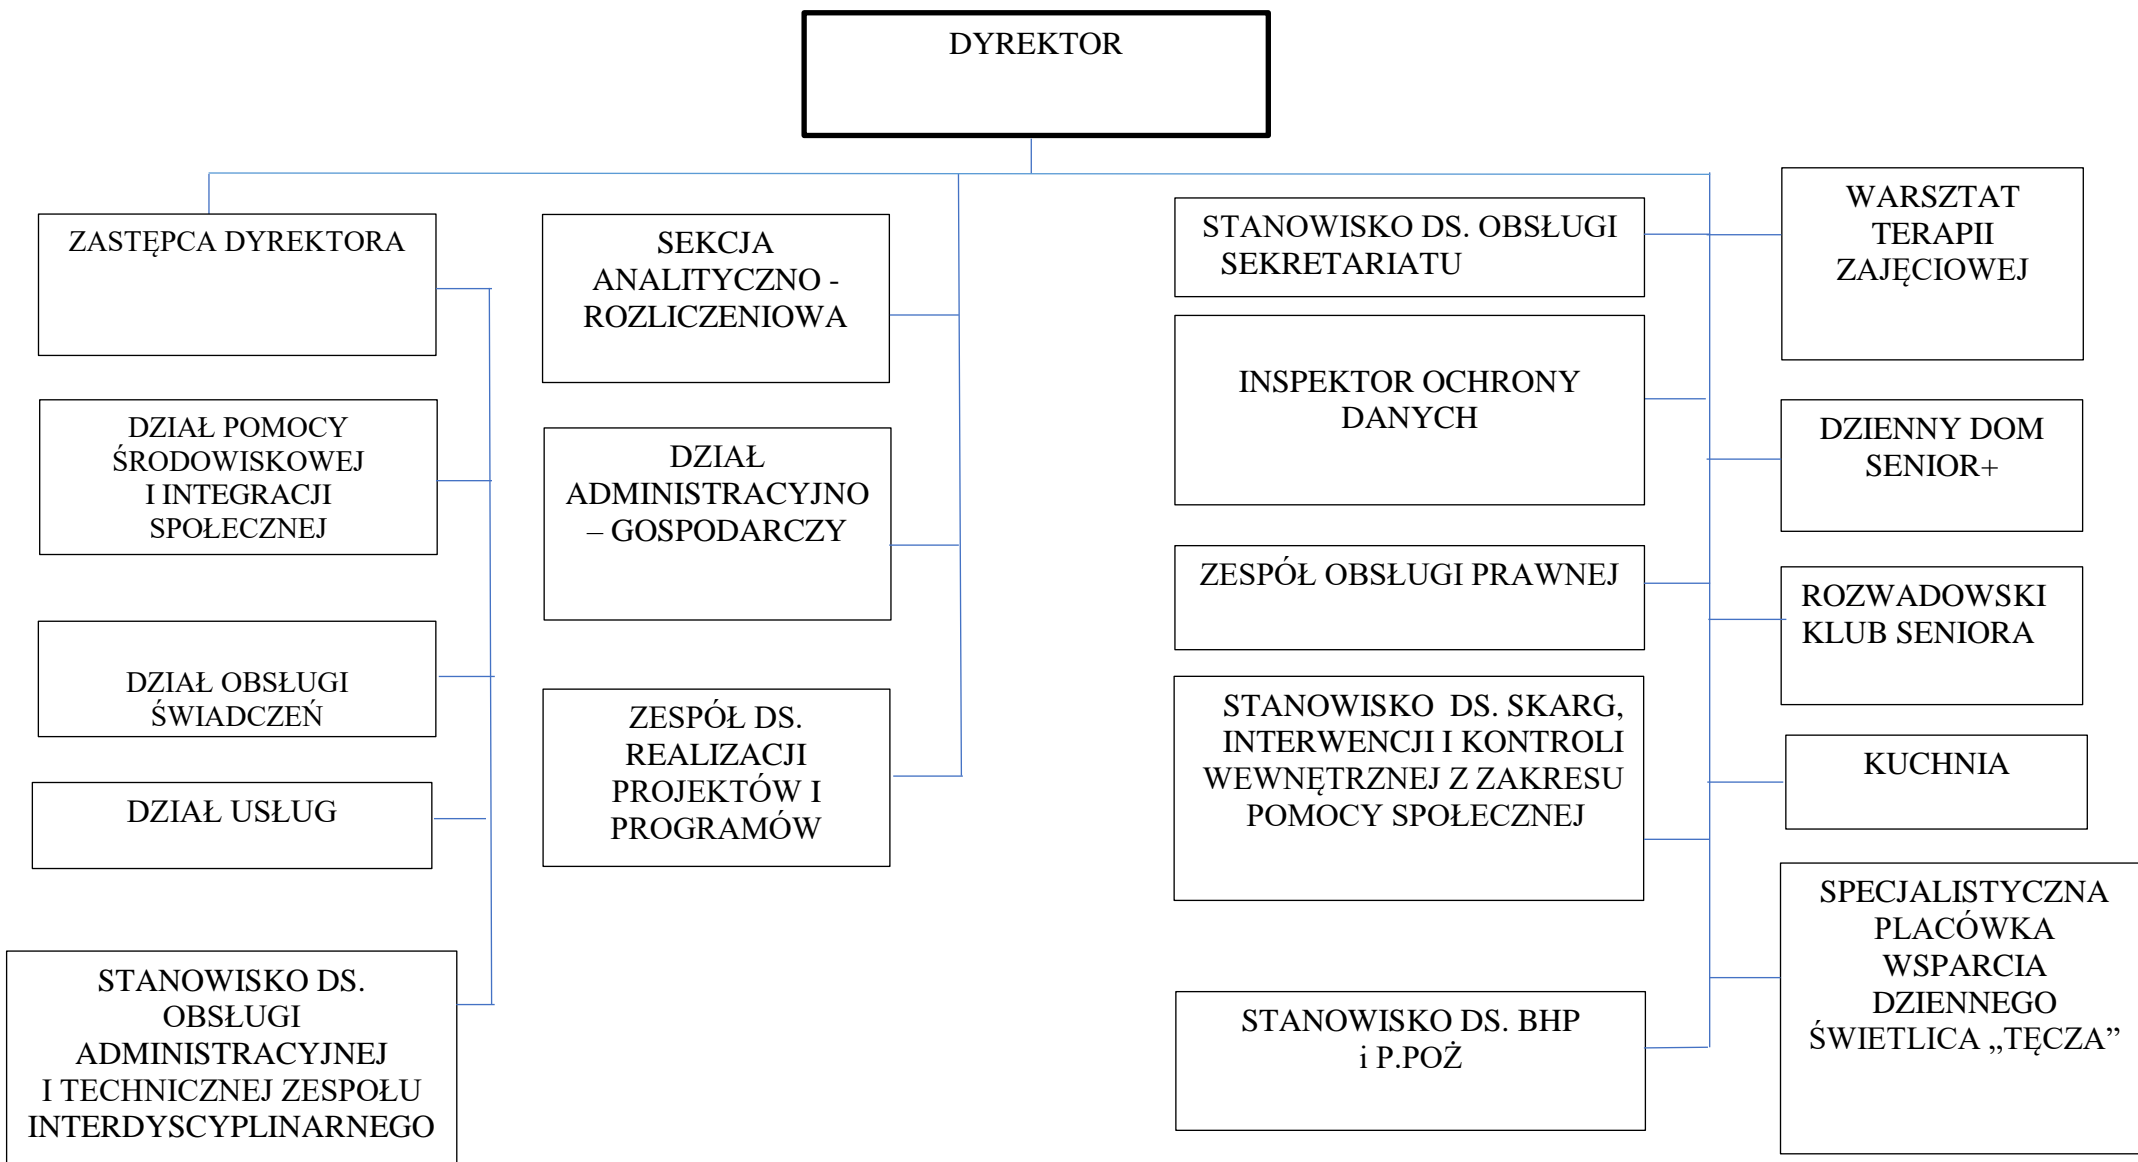 DYREKTOR
ZASTĘPCA DYREKTORA
DZIAŁ POMOCY
ŚRODOWISKOWEJ
I INTEGRACJI
SPOŁECZNEJ
DZIAŁ OBSŁUGI
ŚWIADCZEŃ
DZIAŁ USŁUG
STANOWISKO DS.
OBSŁUGI
ADMINISTRACYJNEJ
I TECHNICZNEJ ZESPOŁU
INTERDYSCYPLINARNEGO
SEKCJA
ANALITYCZNO -
ROZLICZENIOWA
DZIAŁ
ADMINISTRACYJNO
– GOSPODARCZY
ZESPÓŁ DS.
REALIZACJI
PROJEKTÓW I
PROGRAMÓW
STANOWISKO DS. OBSŁUGI
SEKRETARIATU
INSPEKTOR OCHRONY
DANYCH
ZESPÓŁ OBSŁUGI PRAWNEJ
STANOWISKO  DS. SKARG,
INTERWENCJI I KONTROLI
WEWNĘTRZNEJ Z ZAKRESU
POMOCY SPOŁECZNEJ
STANOWISKO DS. BHP
i P.POŻ
WARSZTAT
TERAPII
ZAJĘCIOWEJ
DZIENNY DOM
SENIOR+
ROZWADOWSKI
KLUB SENIORA
KUCHNIA
SPECJALISTYCZNA
PLACÓWKA
WSPARCIA
DZIENNEGO
ŚWIETLICA „TĘCZA”